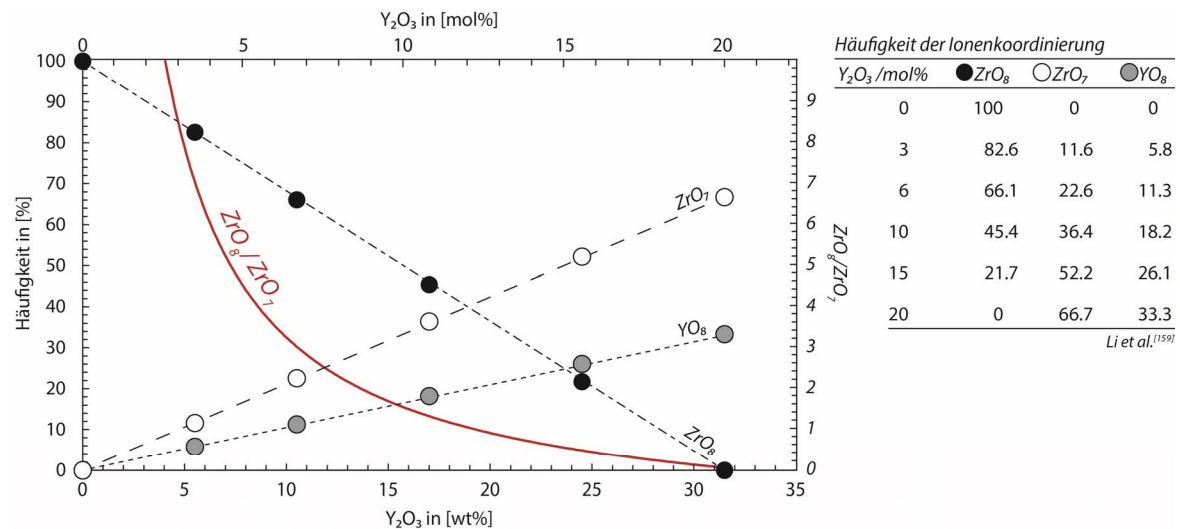 Y₂O₃ in [mol%]
0 5 10 15 20
Häufigkeit in [%]
100
90
80
70
60
50
40
30
20
10
0
9
8
7
6
5
4
3
2
1
0
ZrO₈/ZrO₇
ZrO₈/ZrO₇
ZrO₇
YO₈
ZrO₈
0 5 10 15 20 25 30 35
Y₂O₃ in [wt%]
Häufigkeit der Ionenkoordinierung
Y₂O₃ /mol% ZrO₈ ZrO₇ YO₈
0 100 0 0
3 82.6 11.6 5.8
6 66.1 22.6 11.3
10 45.4 36.4 18.2
15 21.7 52.2 26.1
20 0 66.7 33.3
Li et al.[159]